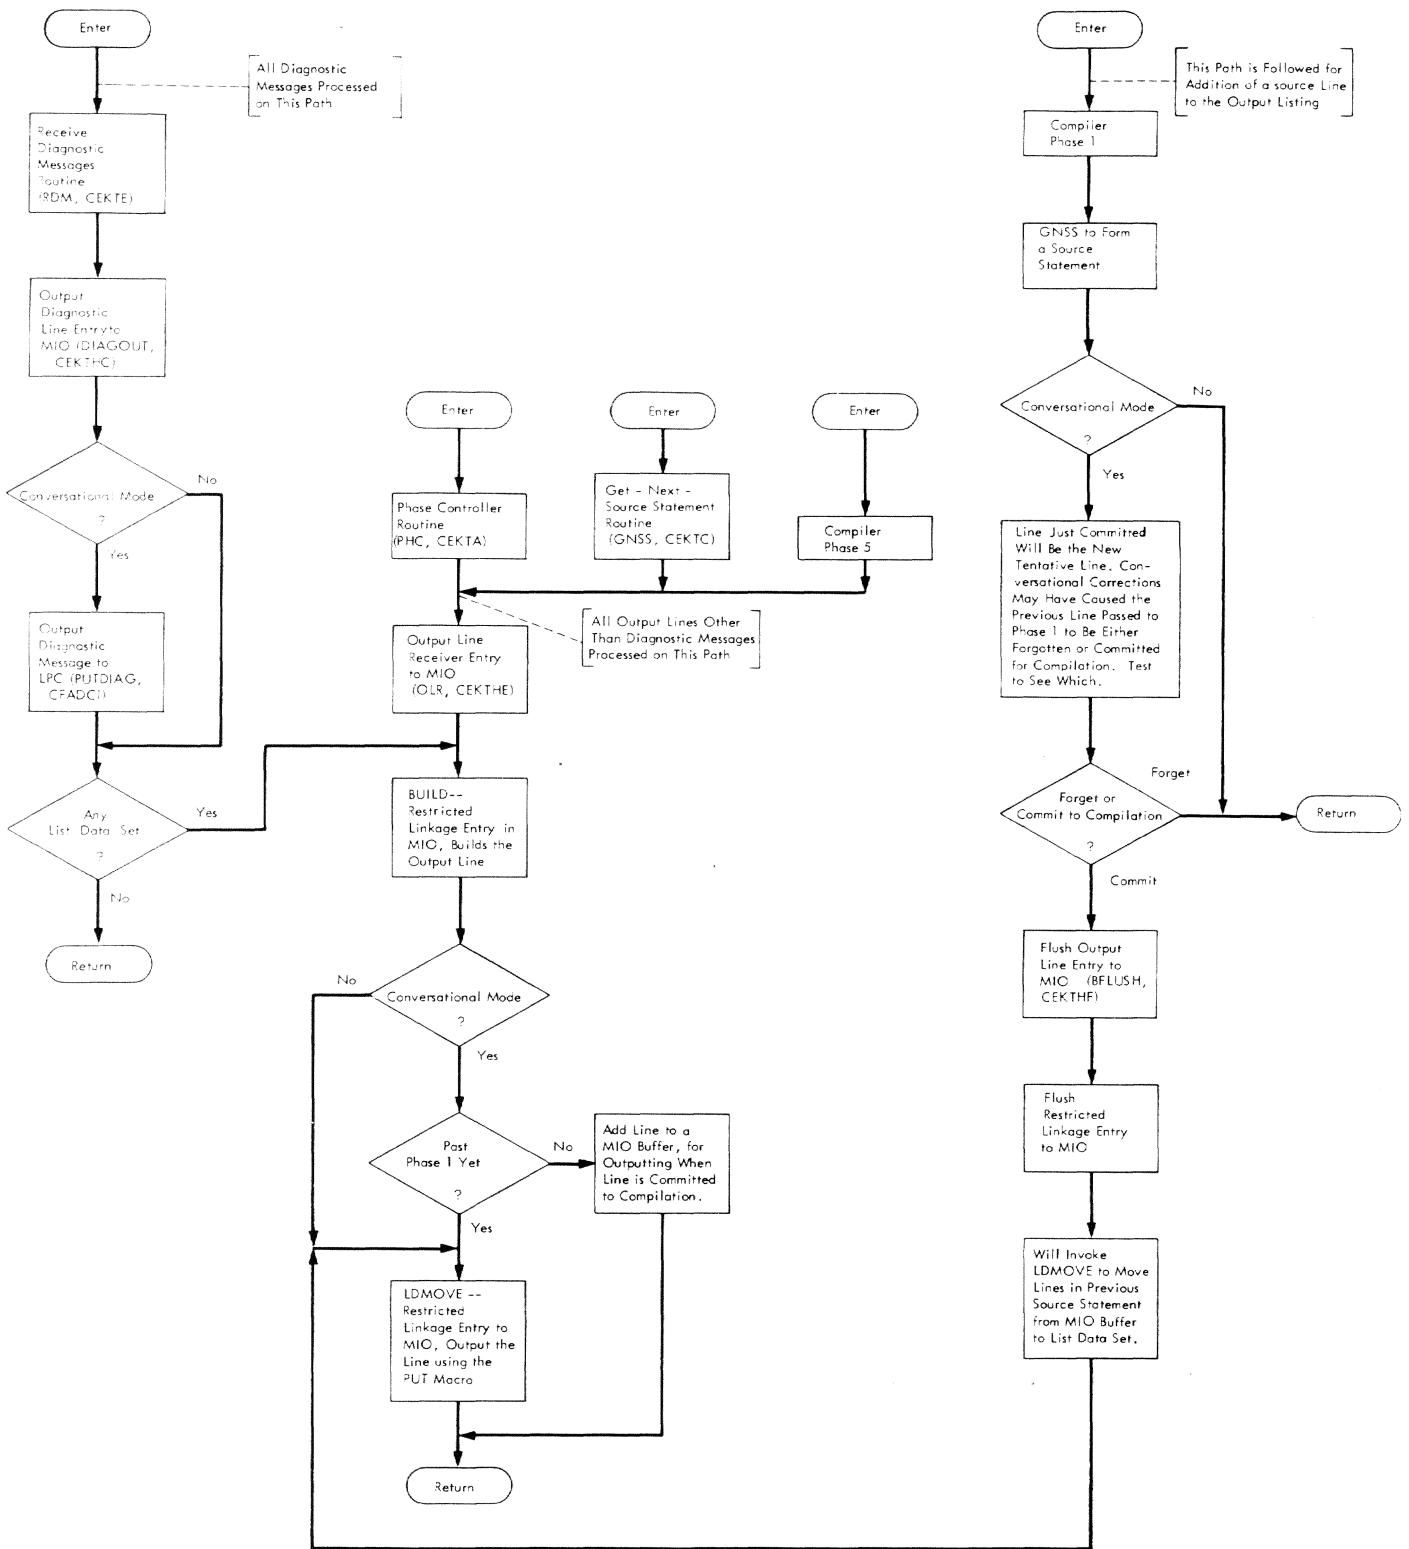 Enter
All Diagnostic
Messages Processed
on This Path
Receive
Diagnostic
Messages
Routine
(RDM, CEKTE)
Output
Diagnostic
Line Entry to
MIO (DIAGOUT,
CEKTHC)
Conversational Mode
?
No
Yes
Output
Diagnostic
Message to
LPC (PUTDIAG,
CFADC1)
Any
List Data Set
?
Yes
No
Return
Enter
Phase Controller
Routine
(PHC, CEKTA)
Enter
Get - Next -
Source Statement
Routine
(GNSS, CEKTC)
Enter
Compiler
Phase 5
All Output Lines Other
Than Diagnostic Messages
Processed on This Path
Output Line
Receiver Entry
to MIO
(OLR, CEKTHE)
BUILD--
Restricted
Linkage Entry in
MIO, Builds the
Output Line
Conversational Mode
?
No
Yes
Past
Phase 1 Yet
?
No
Yes
Add Line to a
MIO Buffer, for
Outputting When
Line is Committed
to Compilation.
LDMOVE --
Restricted
Linkage Entry to
MIO, Output the
Line using the
PUT Macro
Return
Enter
This Path is Followed for
Addition of a source Line
to the Output Listing
Compiler
Phase 1
GNSS to Form
a Source
Statement
Conversational Mode
?
No
Yes
Line Just Committed
Will Be the New
Tentative Line. Con-
versational Corrections
May Have Caused the
Previous Line Passed to
Phase 1 to Be Either
Forgotten or Committed
for Compilation. Test
to See Which.
Forget or
Commit to Compilation
?
Forget
Return
Commit
Flush Output
Line Entry to
MIO (BFLUSH,
CEKTHF)
Flush
Restricted
Linkage Entry
to MIO
Will Invoke
LDMOVE to Move
Lines in Previous
Source Statement
from MIO Buffer
to List Data Set.